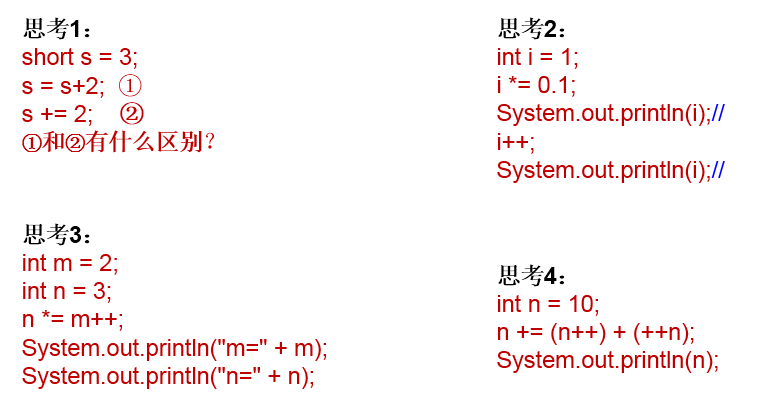 思考1：
short s = 3;
s = s+2; ①
s += 2; ②
①和②有什么区别？
思考2：
int i = 1;
i *= 0.1;
System.out.println(i);//
i++;
System.out.println(i);//
思考3：
int m = 2;
int n = 3;
n *= m++;
System.out.println("m=" + m);
System.out.println("n=" + n);
思考4：
int n = 10;
n += (n++) + (++n);
System.out.println(n);